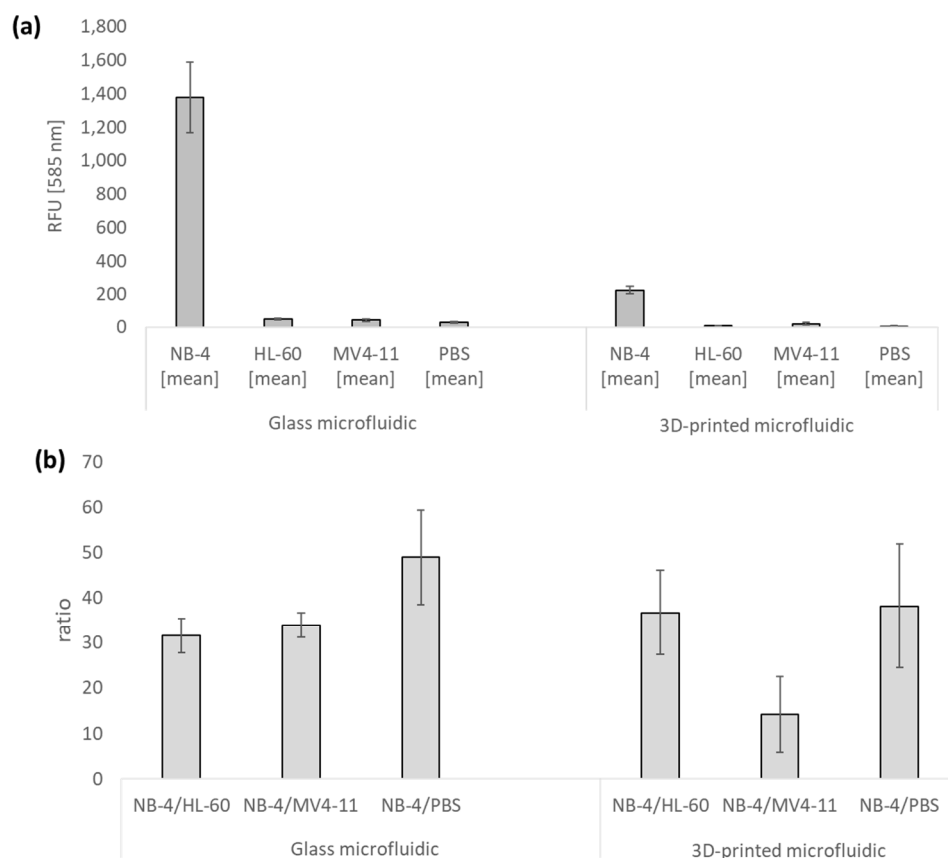 (a)
1,800
1,600
1,400
1,200
1,000
800
600
400
200
0
RFU [585 nm]
NB-4 HL-60 MV4-11 PBS NB-4 HL-60 MV4-11 PBS
[mean] [mean] [mean] [mean] [mean] [mean] [mean] [mean]
Glass microfluidic 3D-printed microfluidic
(b)
70
60
50
40
30
20
10
0
ratio
NB-4/HL-60 NB-4/MV4-11 NB-4/PBS NB-4/HL-60 NB-4/MV4-11 NB-4/PBS
Glass microfluidic 3D-printed microfluidic